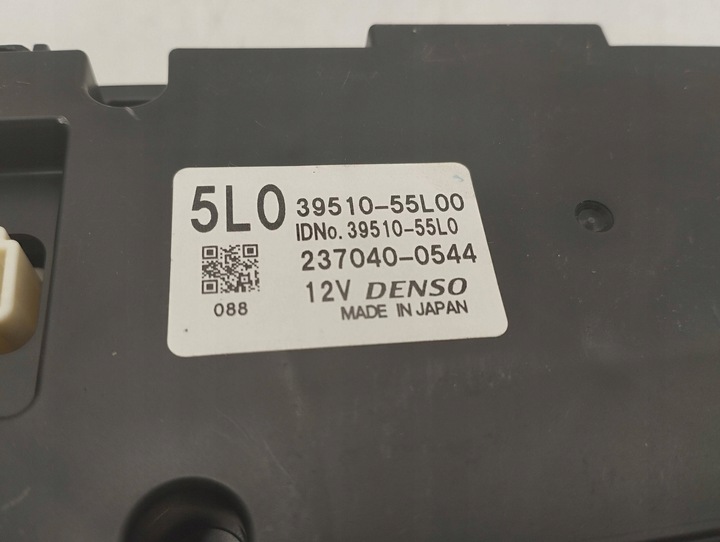 5L0 39510-55L00
IDNo. 39510-55L0
237040-0544
12V DENSO
088
MADE IN JAPAN